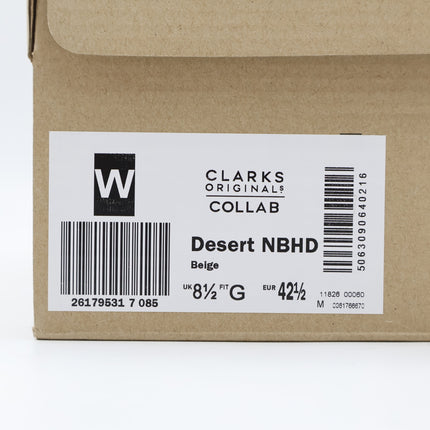 W
CLARKS
ORIGINALS
COLLAB
Desert NBHD
Beige
26179531 7 085
UK 8½ FIT G EUR 42½
5063090640216
11826 00060
M 0081766670